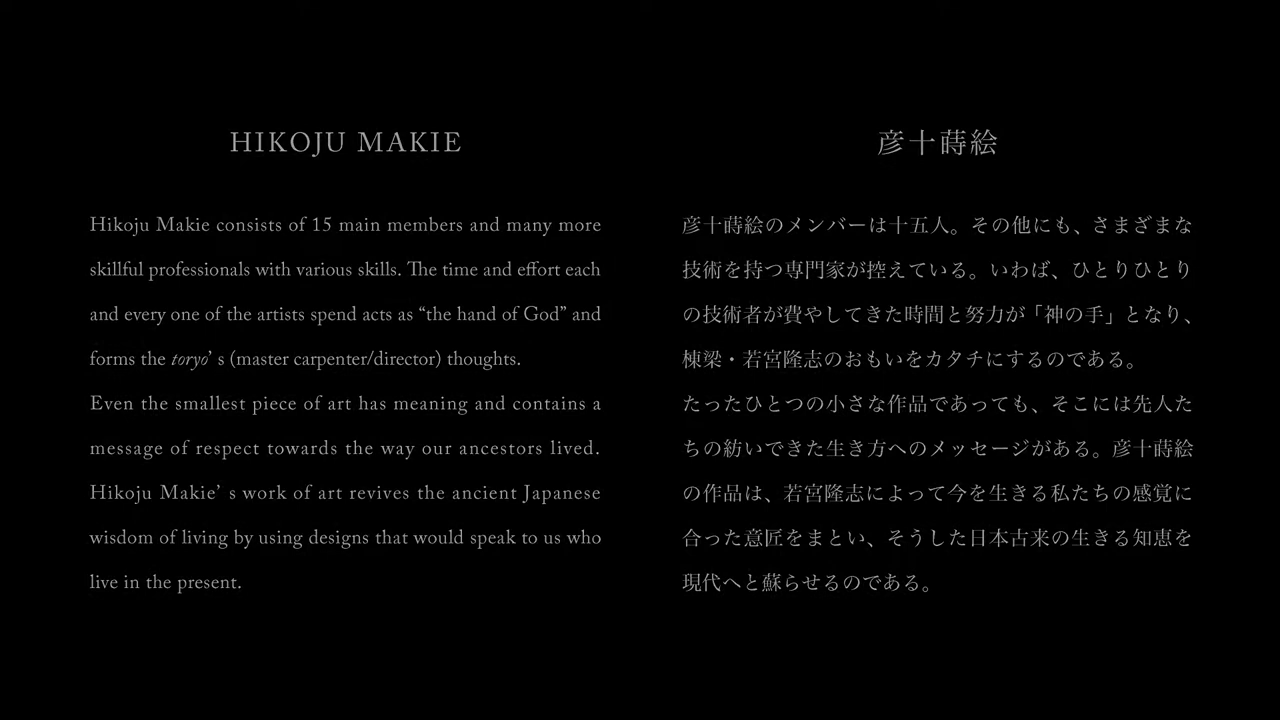 HIKOJU MAKIE
Hikoju Makie consists of 15 main members and many more
skillful professionals with various skills. The time and effort each
and every one of the artists spend acts as “the hand of God” and
forms the toryo’ s (master carpenter/director) thoughts.
Even the smallest piece of art has meaning and contains a
message of respect towards the way our ancestors lived.
Hikoju Makie’ s work of art revives the ancient Japanese
wisdom of living by using designs that would speak to us who
live in the present.
彦十蒔絵
彦十蒔絵のメンバーは十五人。その他にも、さまざまな
技術を持つ専門家が控えている。いわば、ひとりひとり
の技術者が費やしてきた時間と努力が「神の手」となり、
棟梁・若宮隆志のおもいをカタチにするのである。
たったひとつの小さな作品であっても、そこには先人た
ちの紡いできた生き方へのメッセージがある。彦十蒔絵
の作品は、若宮隆志によって今を生きる私たちの感覚に
合った意匠をまとい、そうした日本古来の生きる知恵を
現代へと蘇らせるのである。